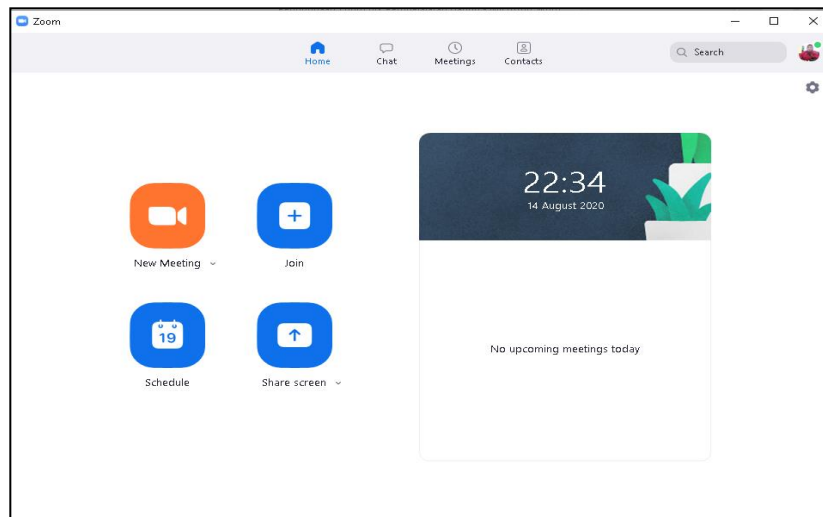 Zoom
Home
Chat
Meetings
Contacts
Search
22:34
14 August 2020
New Meeting
Join
19
Schedule
Share screen
No upcoming meetings today